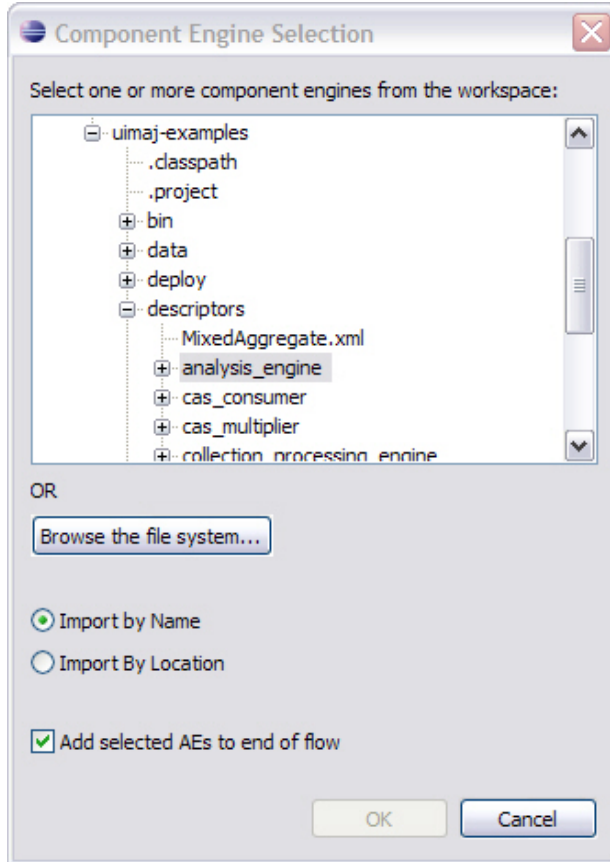 Component Engine Selection
Select one or more component engines from the workspace:
uimaj-examples
.classpath
.project
bin
data
deploy
descriptors
MixedAggregate.xml
analysis_engine
cas_consumer
cas_multiplier
collection_processing_engine
OR
Browse the file system...
Import by Name
Import By Location
Add selected AEs to end of flow
OK
Cancel